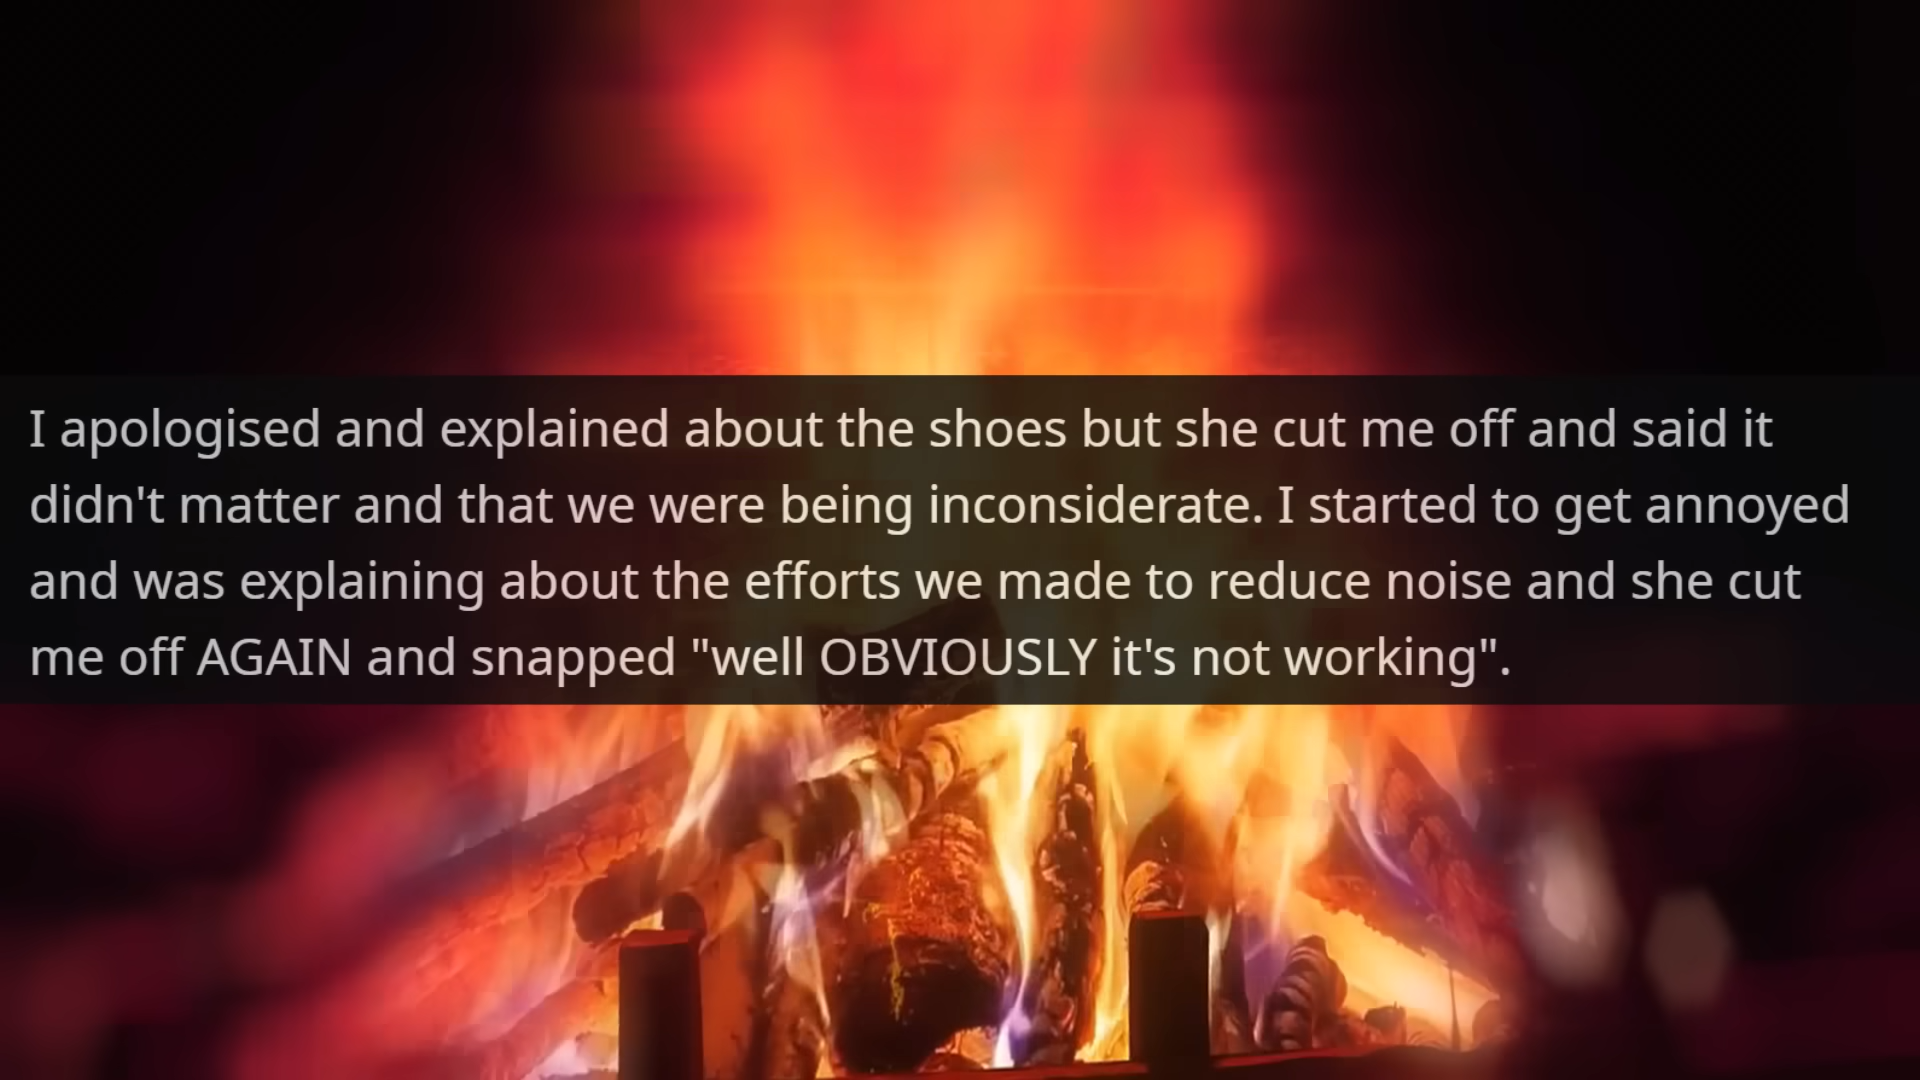 I apologised and explained about the shoes but she cut me off and said it
didn't matter and that we were being inconsiderate. I started to get annoyed
and was explaining about the efforts we made to reduce noise and she cut
me off AGAIN and snapped "well OBVIOUSLY it's not working".